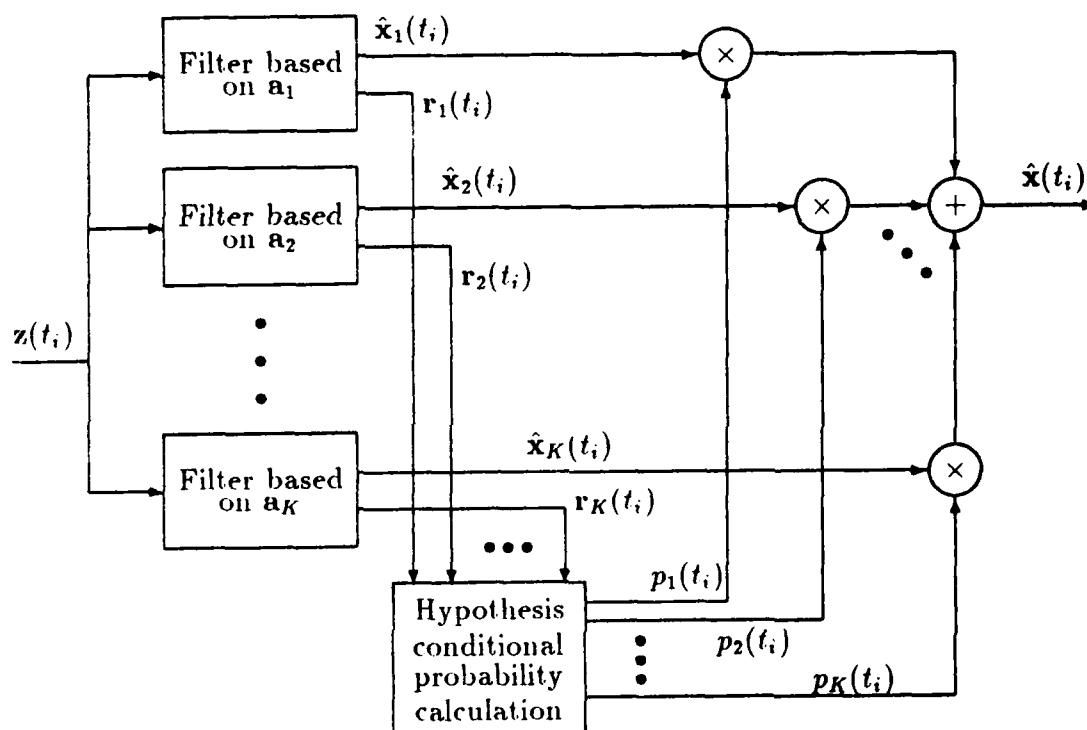 Filter based
on a₁
x̂₁(tᵢ)
r₁(tᵢ)
×
Filter based
on a₂
x̂₂(tᵢ)
r₂(tᵢ)
×
+
x̂(tᵢ)
z(tᵢ)
Filter based
on a_K
x̂_K(tᵢ)
r_K(tᵢ)
×
Hypothesis
conditional
probability
calculation
p₁(tᵢ)
p₂(tᵢ)
p_K(tᵢ)